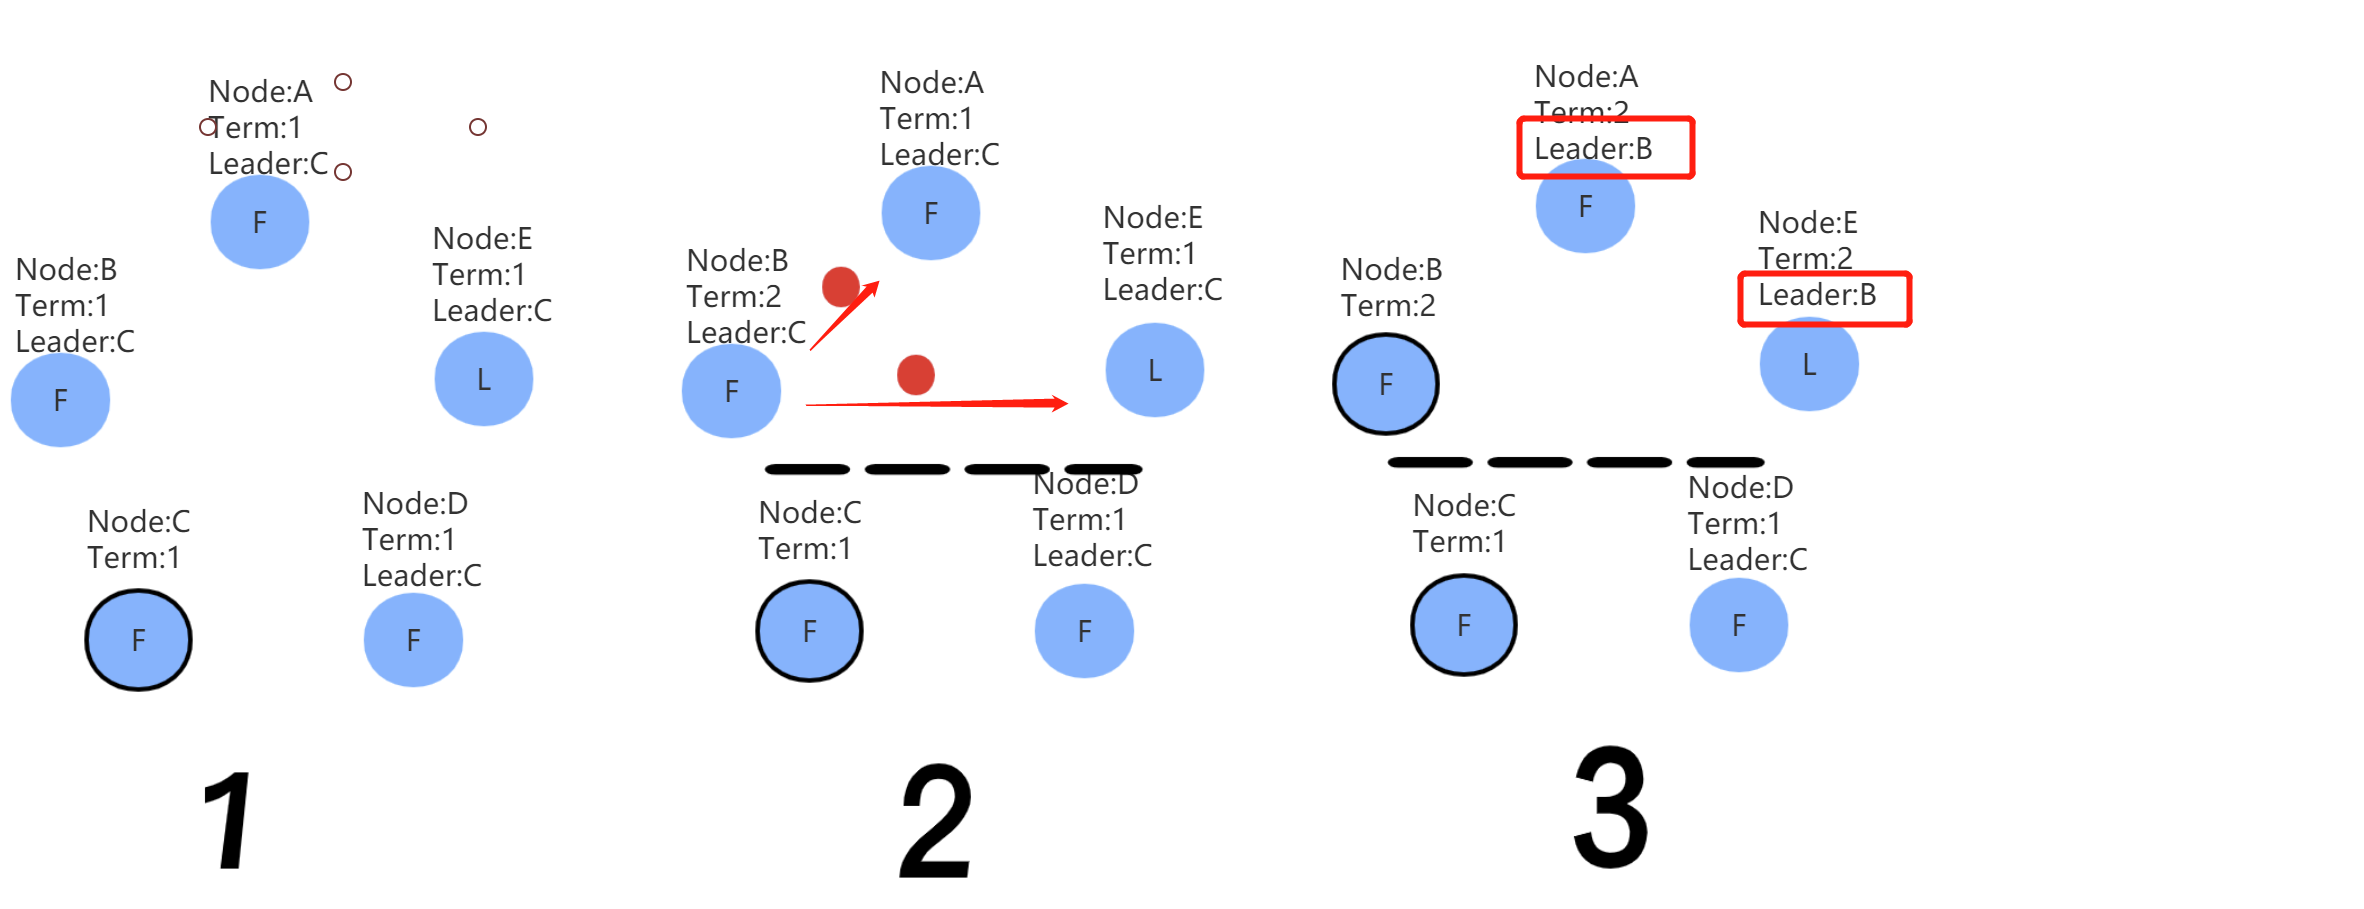 Node:A
Term:1
Leader:C
F
Node:B
Term:1
Leader:C
F
Node:E
Term:1
Leader:C
L
Node:C
Term:1
F
Node:D
Term:1
Leader:C
F
1
Node:A
Term:1
Leader:C
F
Node:B
Term:2
Leader:C
F
Node:E
Term:1
Leader:C
L
Node:C
Term:1
F
Node:D
Term:1
Leader:C
F
2
Node:A
Term:2
Leader:B
F
Node:B
Term:2
F
Node:E
Term:2
Leader:B
L
Node:C
Term:1
F
Node:D
Term:1
Leader:C
F
3